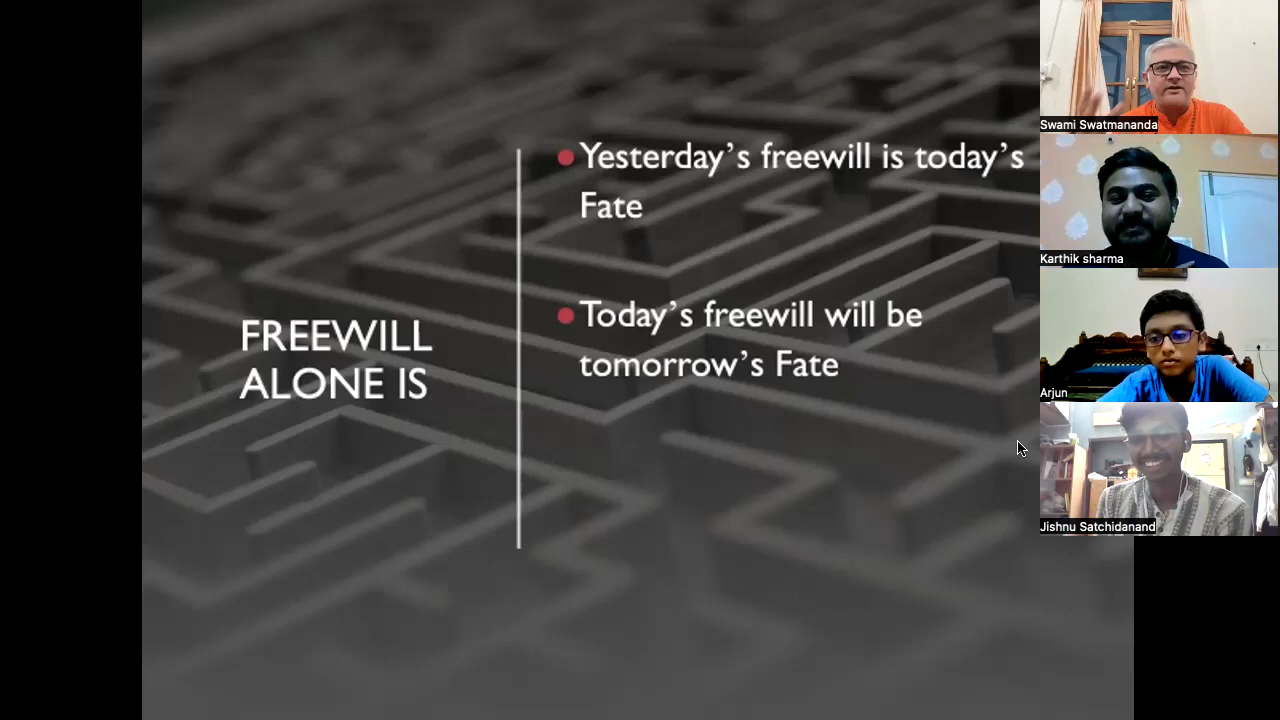 FREEWILL
ALONE IS
Yesterday’s freewill is today’s
Fate
Today’s freewill will be
tomorrow’s Fate
Swami Swatmananda
Karthik sharma
Arjun
Jishnu Satchidanand